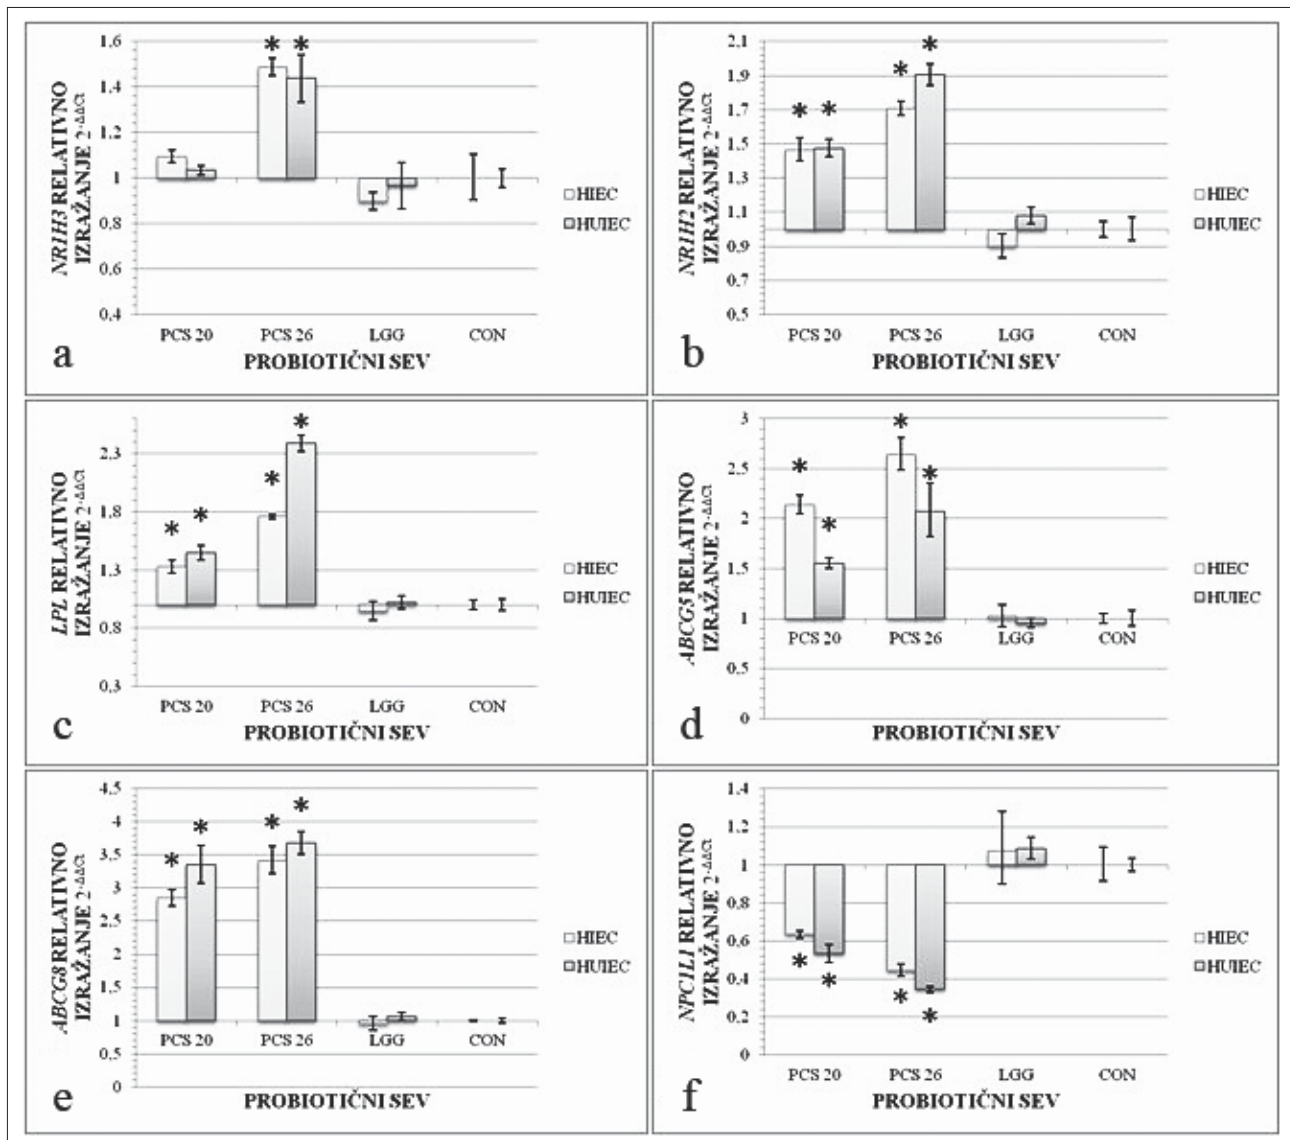 NR1H3 RELATIVNO
IZRAŽANJE 2-ΔΔCt
1.6
1.4
1.2
1
0.8
0.6
0.4
* *
PCS 20 PCS 26 LGG CON
PROBIOTIČNI SEV
HIEC
HUIEC
a
NR1H2 RELATIVNO
IZRAŽANJE 2-ΔΔCt
2.1
1.9
1.7
1.5
1.3
1.1
0.9
0.7
0.5
* * * *
PCS 20 PCS 26 LGG CON
PROBIOTIČNI SEV
HIEC
HUIEC
b
LPL RELATIVNO
IZRAŽANJE 2-ΔΔCt
2.3
1.8
1.3
0.8
0.3
* * * *
PCS 20 PCS 26 LGG CON
PROBIOTIČNI SEV
HIEC
HUIEC
c
ABCG5 RELATIVNO
IZRAŽANJE 2-ΔΔCt
3
2.5
2
1.5
1
0.5
0
* * * *
PCS 20 PCS 26 LGG CON
PROBIOTIČNI SEV
HIEC
HUIEC
d
ABCG8 RELATIVNO
IZRAŽANJE 2-ΔΔCt
4.5
4
3.5
3
2.5
2
1.5
1
0.5
0
* * * *
PCS 20 PCS 26 LGG CON
PROBIOTIČNI SEV
HIEC
HUIEC
e
NPC1L1 RELATIVNO
IZRAŽANJE 2-ΔΔCt
1.4
1.2
1
0.8
0.6
0.4
0.2
0
* * * *
PCS 20 PCS 26 LGG CON
PROBIOTIČNI SEV
HIEC
HUIEC
f